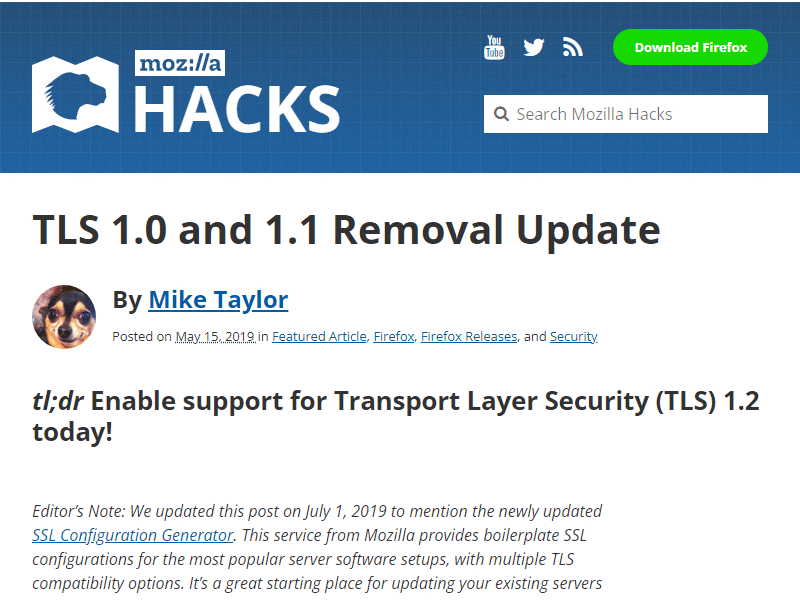 moz://a
HACKS
You
Tube
Download Firefox
Search Mozilla Hacks
TLS 1.0 and 1.1 Removal Update
By Mike Taylor
Posted on May 15, 2019 in Featured Article, Firefox, Firefox Releases, and Security
tl;dr Enable support for Transport Layer Security (TLS) 1.2
today!
Editor’s Note: We updated this post on July 1, 2019 to mention the newly updated
SSL Configuration Generator. This service from Mozilla provides boilerplate SSL
configurations for the most popular server software setups, with multiple TLS
compatibility options. It’s a great starting place for updating your existing servers